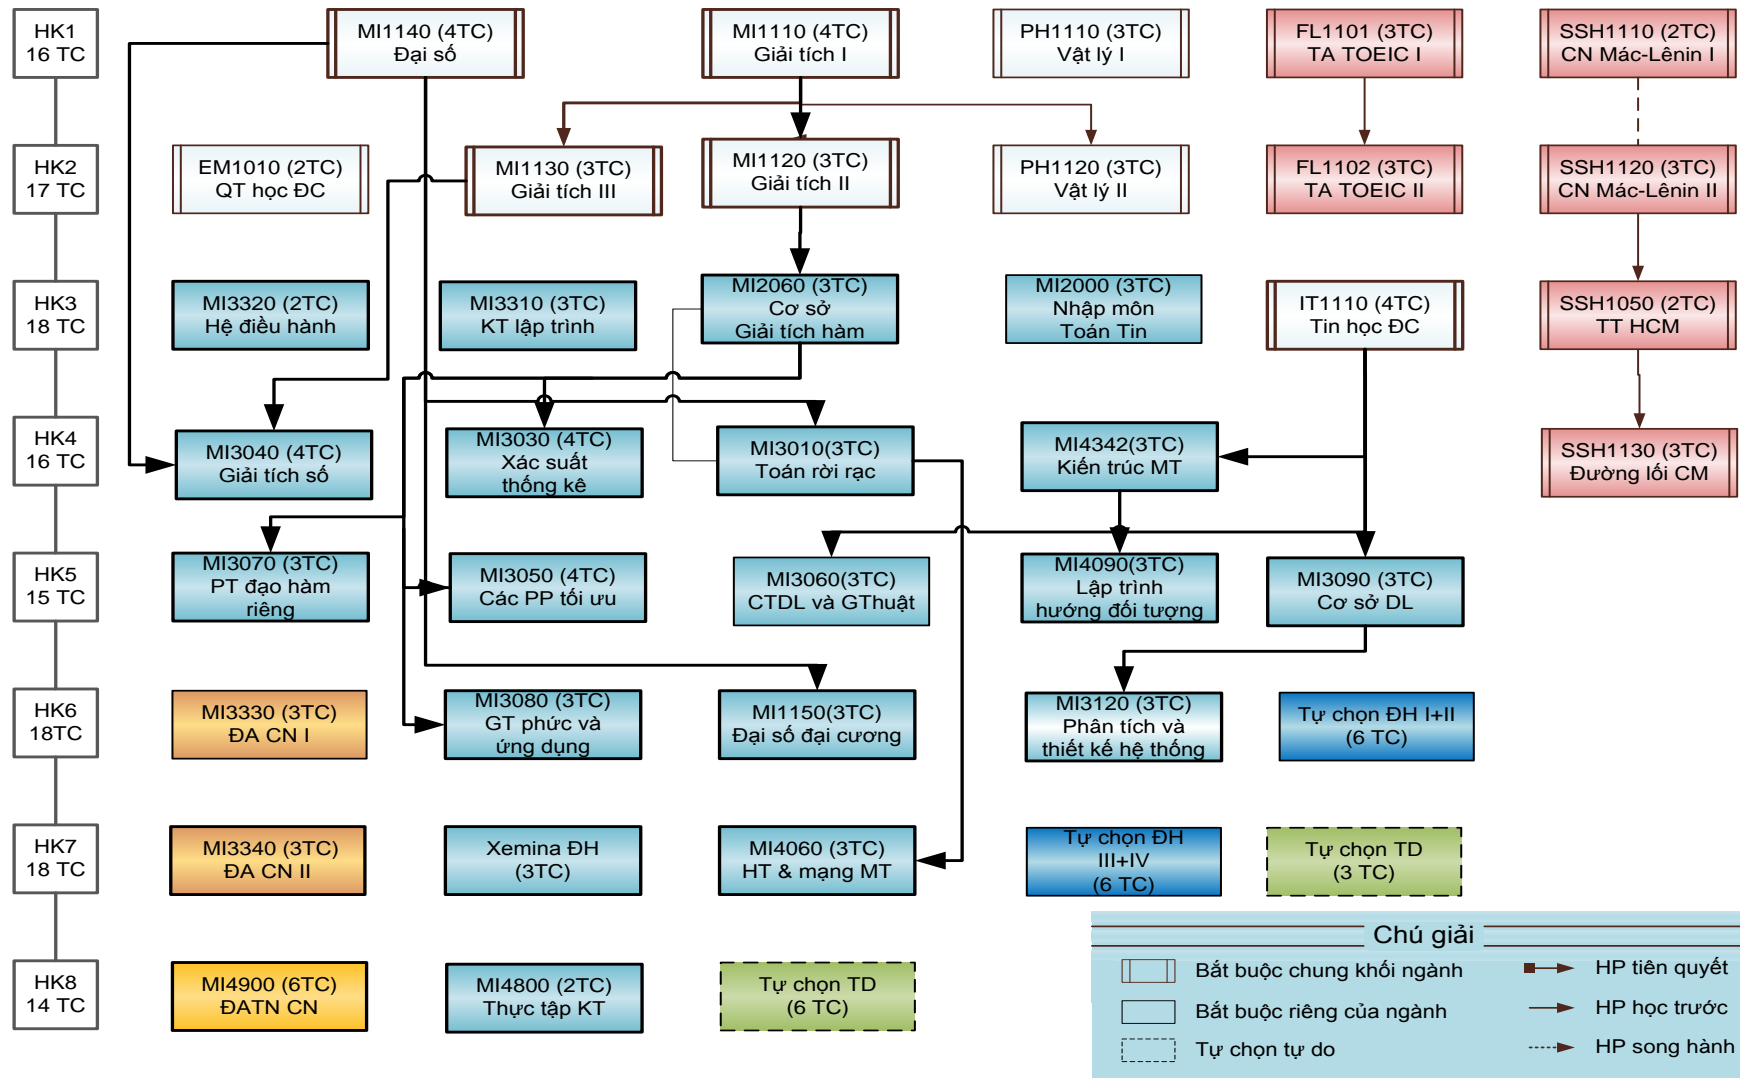 HK1
16 TC
MI1140 (4TC)
Đại số
MI1110 (4TC)
Giải tích I
PH1110 (3TC)
Vật lý I
FL1101 (3TC)
TA TOEIC I
SSH1110 (2TC)
CN Mác-Lênin I
HK2
17 TC
EM1010 (2TC)
QT học ĐC
MI1130 (3TC)
Giải tích III
MI1120 (3TC)
Giải tích II
PH1120 (3TC)
Vật lý II
FL1102 (3TC)
TA TOEIC II
SSH1120 (3TC)
CN Mác-Lênin II
HK3
18 TC
MI3320 (2TC)
Hệ điều hành
MI3310 (3TC)
KT lập trình
MI2060 (3TC)
Cơ sở
Giải tích hàm
MI2000 (3TC)
Nhập môn
Toán Tin
IT1110 (4TC)
Tin học ĐC
SSH1050 (2TC)
TT HCM
HK4
16 TC
MI3040 (4TC)
Giải tích số
MI3030 (4TC)
Xác suất
thống kê
MI3010(3TC)
Toán rời rạc
MI4342(3TC)
Kiến trúc MT
SSH1130 (3TC)
Đường lối CM
HK5
15 TC
MI3070 (3TC)
PT đạo hàm
riêng
MI3050 (4TC)
Các PP tối ưu
MI3060(3TC)
CTDL và GThuật
MI4090(3TC)
Lập trình
hướng đối tượng
MI3090 (3TC)
Cơ sở DL
HK6
18TC
MI3330 (3TC)
ĐA CN I
MI3080 (3TC)
GT phức và
ứng dụng
MI1150(3TC)
Đại số đại cương
MI3120 (3TC)
Phân tích và
thiết kế hệ thống
Tự chọn ĐH I+II
(6 TC)
HK7
18 TC
MI3340 (3TC)
ĐA CN II
Xemina ĐH
(3TC)
MI4060 (3TC)
HT & mạng MT
Tự chọn ĐH
III+IV
(6 TC)
Tự chọn TD
(3 TC)
HK8
14 TC
MI4900 (6TC)
ĐATN CN
MI4800 (2TC)
Thực tập KT
Tự chọn TD
(6 TC)
Chú giải
Bắt buộc chung khối ngành
HP tiên quyết
Bắt buộc riêng của ngành
HP học trước
Tự chọn tự do
HP song hành